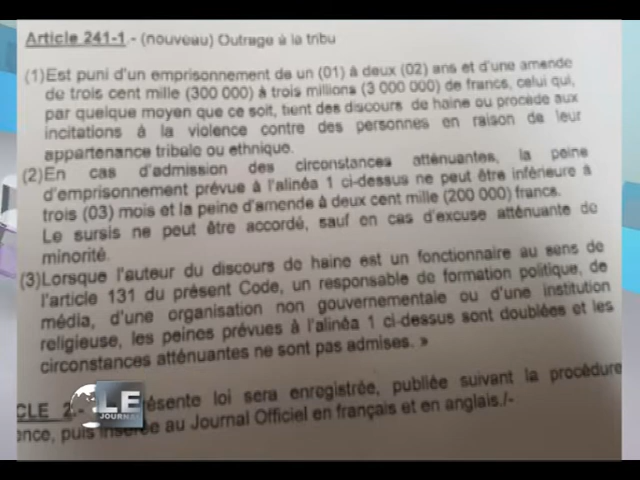 Article 241-1.- (nouveau) Outrage à la tribu
(1)Est puni d'un emprisonnement de un (01) à deux (02) ans et d'une amende
de trois cent mille (300 000) à trois millions (3 000 000) de francs, celui qui,
par quelque moyen que ce soit, tient des discours de haine ou procède aux
incitations à la violence contre des personnes en raison de leur
appartenance tribale ou ethnique.
(2)En cas d'admission des circonstances atténuantes, la peine
d'emprisonnement prévue à l'alinéa 1 ci-dessus ne peut être inférieure à
trois (03) mois et la peine d'amende à deux cent mille (200 000) francs.
Le sursis ne peut être accordé, sauf en cas d'excuse atténuante de
minorité.
(3)Lorsque l'auteur du discours de haine est un fonctionnaire au sens de
l'article 131 du présent Code, un responsable de formation politique, de
média, d'une organisation non gouvernementale ou d'une institution
religieuse, les peines prévues à l'alinéa 1 ci-dessus sont doublées et les
circonstances atténuantes ne sont pas admises. »
CLE 2.- ésente loi sera enregistrée, publiée suivant la procédure
ence, puis insérée au Journal Officiel en français et en anglais./-
LE
JOURNAL